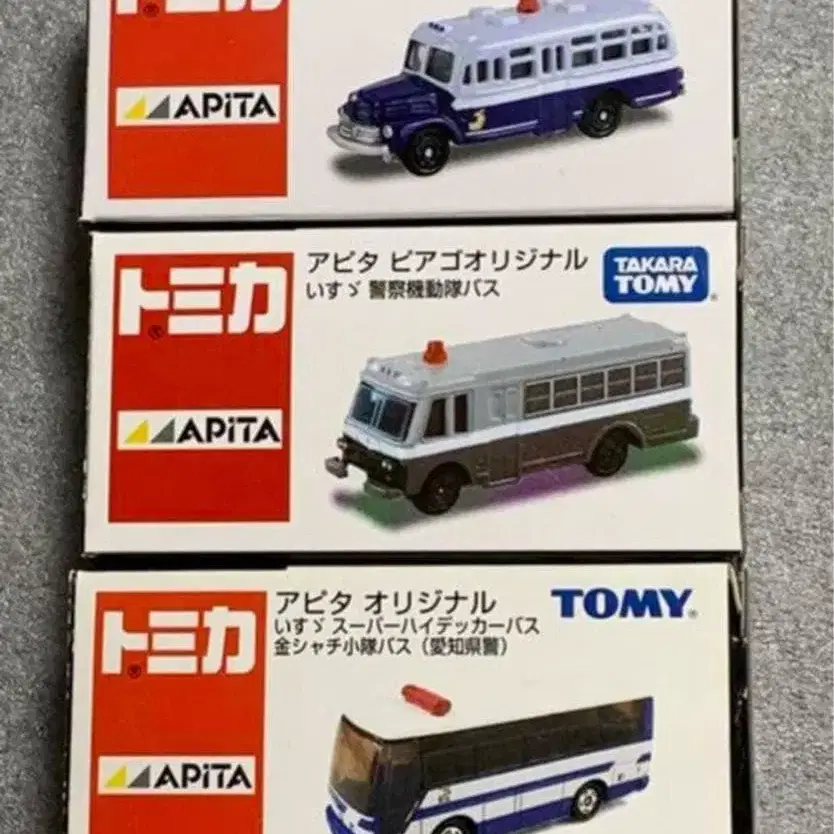 トミカ
APiTA
トミカ
APiTA
アピタ ピアゴオリジナル
いすゞ 警察機動隊バス
TAKARA
TOMY
トミカ
APiTA
アピタ オリジナル
いすゞ スーパーハイデッカーバス
金シャチ小隊バス（愛知県警）
TOMY